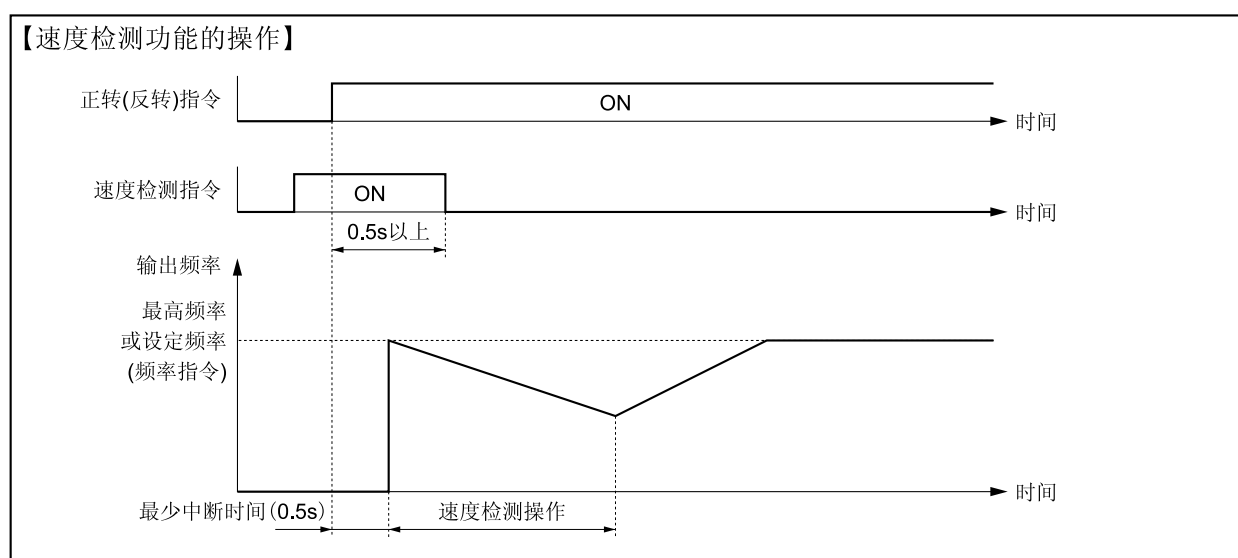 【速度检测功能的操作】
正转(反转)指令
ON
时间
速度检测指令
ON
时间
0.5s以上
输出频率
最高频率
或设定频率
(频率指令)
时间
最少中断时间(0.5s)
速度检测操作